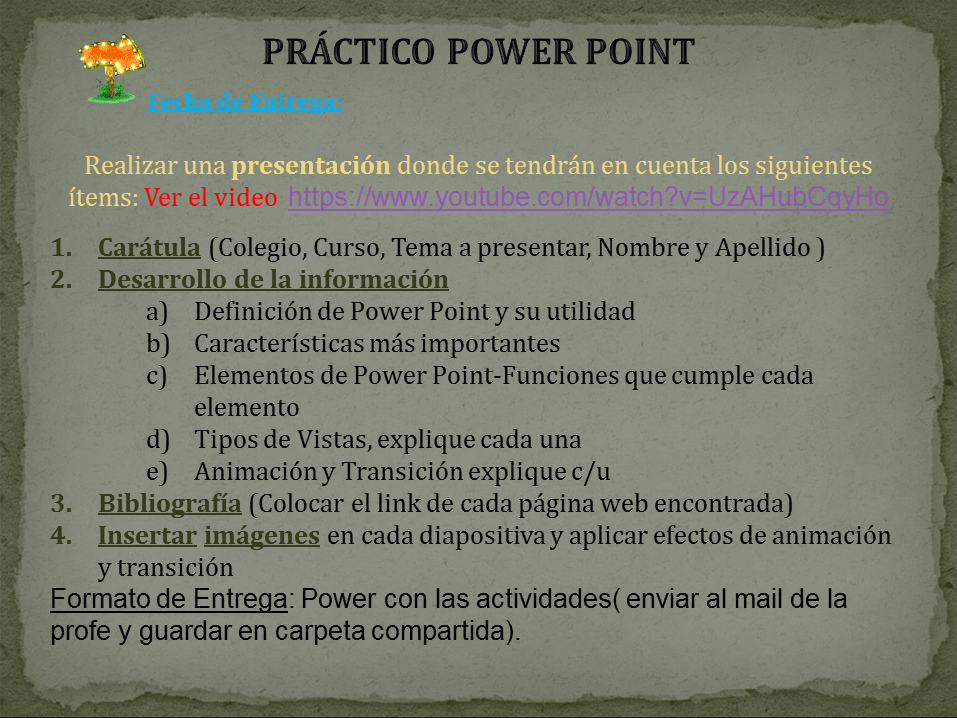 PRÁCTICO POWER POINT
Fecha de Entrega:
Realizar una presentación donde se tendrán en cuenta los siguientes
ítems: Ver el video https://www.youtube.com/watch?v=UzAHubCqyHo
1. Carátula (Colegio, Curso, Tema a presentar, Nombre y Apellido )
2. Desarrollo de la información
a) Definición de Power Point y su utilidad
b) Características más importantes
c) Elementos de Power Point-Funciones que cumple cada
elemento
d) Tipos de Vistas, explique cada una
e) Animación y Transición explique c/u
3. Bibliografía (Colocar el link de cada página web encontrada)
4. Insertar imágenes en cada diapositiva y aplicar efectos de animación
y transición
Formato de Entrega: Power con las actividades( enviar al mail de la
profe y guardar en carpeta compartida).